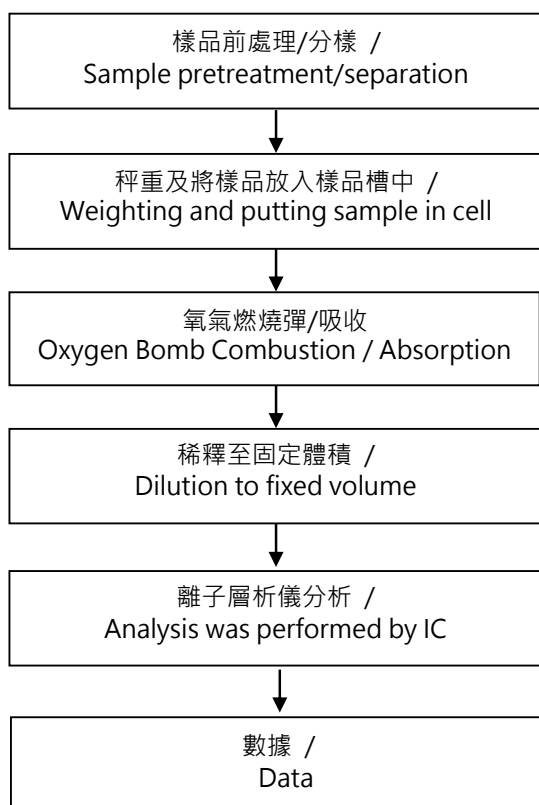 樣品前處理/分樣 /
Sample pretreatment/separation
秤重及將樣品放入樣品槽中 /
Weighting and putting sample in cell
氧氣燃燒彈/吸收
Oxygen Bomb Combustion / Absorption
稀釋至固定體積 /
Dilution to fixed volume
離子層析儀分析 /
Analysis was performed by IC
數據 /
Data